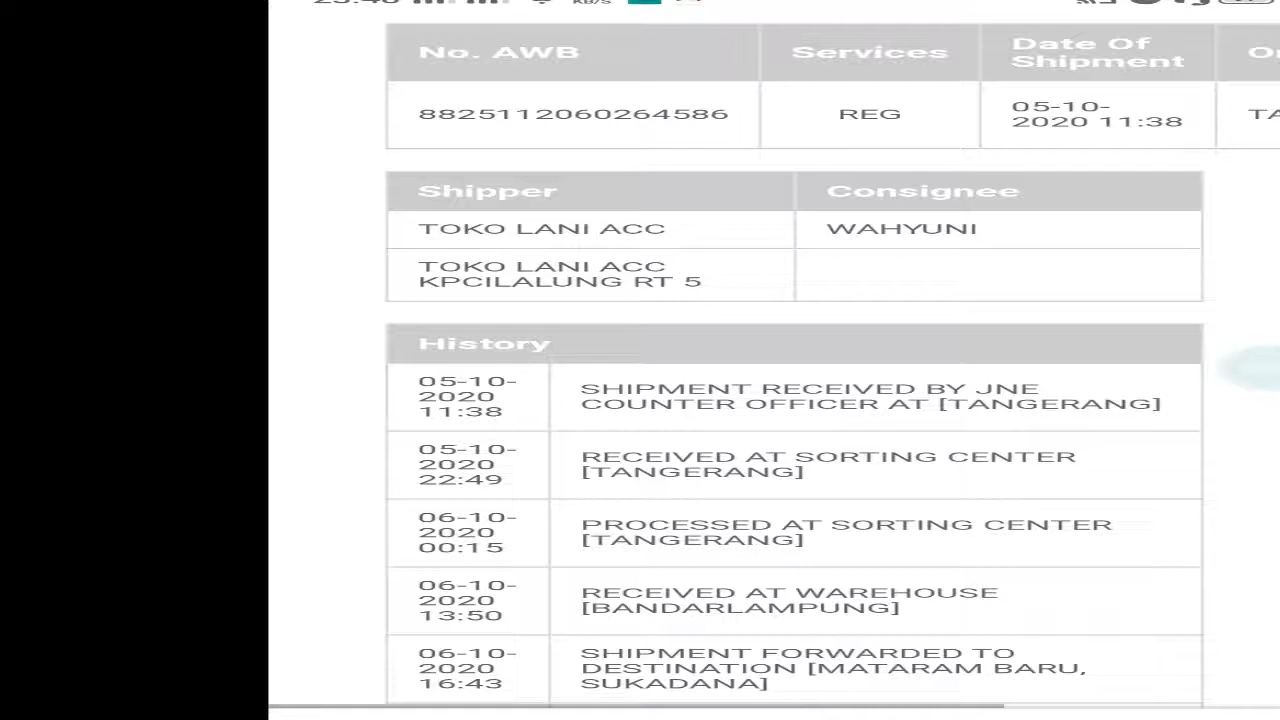 No. AWB
Services
Date Of
Shipment
8825112060264586
REG
05-10-
2020 11:38
Shipper
Consignee
TOKO LANI ACC
WAHYUNI
TOKO LANI ACC
KPCILALUNG RT 5
History
05-10-
2020
11:38
SHIPMENT RECEIVED BY JNE
COUNTER OFFICER AT [TANGERANG]
05-10-
2020
22:49
RECEIVED AT SORTING CENTER
[TANGERANG]
06-10-
2020
00:15
PROCESSED AT SORTING CENTER
[TANGERANG]
06-10-
2020
13:50
RECEIVED AT WAREHOUSE
[BANDARLAMPUNG]
06-10-
2020
16:43
SHIPMENT FORWARDED TO
DESTINATION [MATARAM BARU,
SUKADANA]